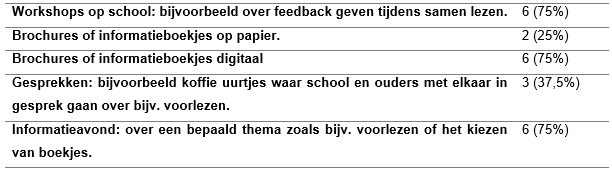 Workshops op school: bijvoorbeeld over feedback geven tijdens samen lezen. 6 (75%)
Brochures of informatieboekjes op papier. 2 (25%)
Brochures of informatieboekjes digitaal 6 (75%)
Gesprekken: bijvoorbeeld koffie uurtjes waar school en ouders met elkaar in 3 (37,5%)
gesprek gaan over bijv. voorlezen.
Informatieavond: over een bepaald thema zoals bijv. voorlezen of het kiezen 6 (75%)
van boekjes.